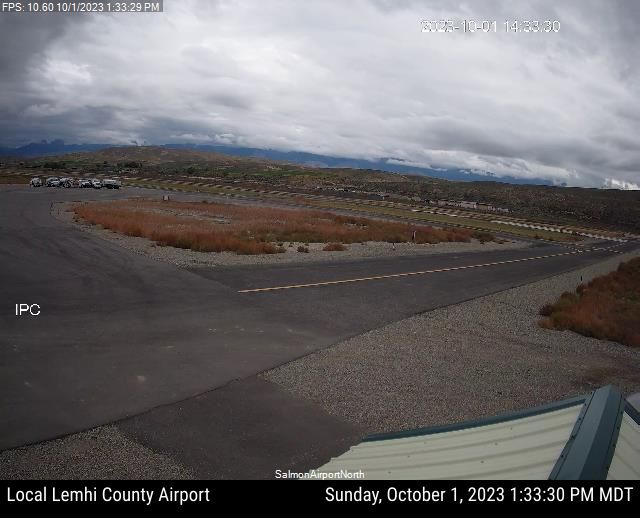 FPS: 10.60 10/1/2023 1:33:29 PM
2023-10-01 14:33:30
IPC
SalmonAirportNorth
Local Lemhi County Airport
Sunday, October 1, 2023 1:33:30 PM MDT